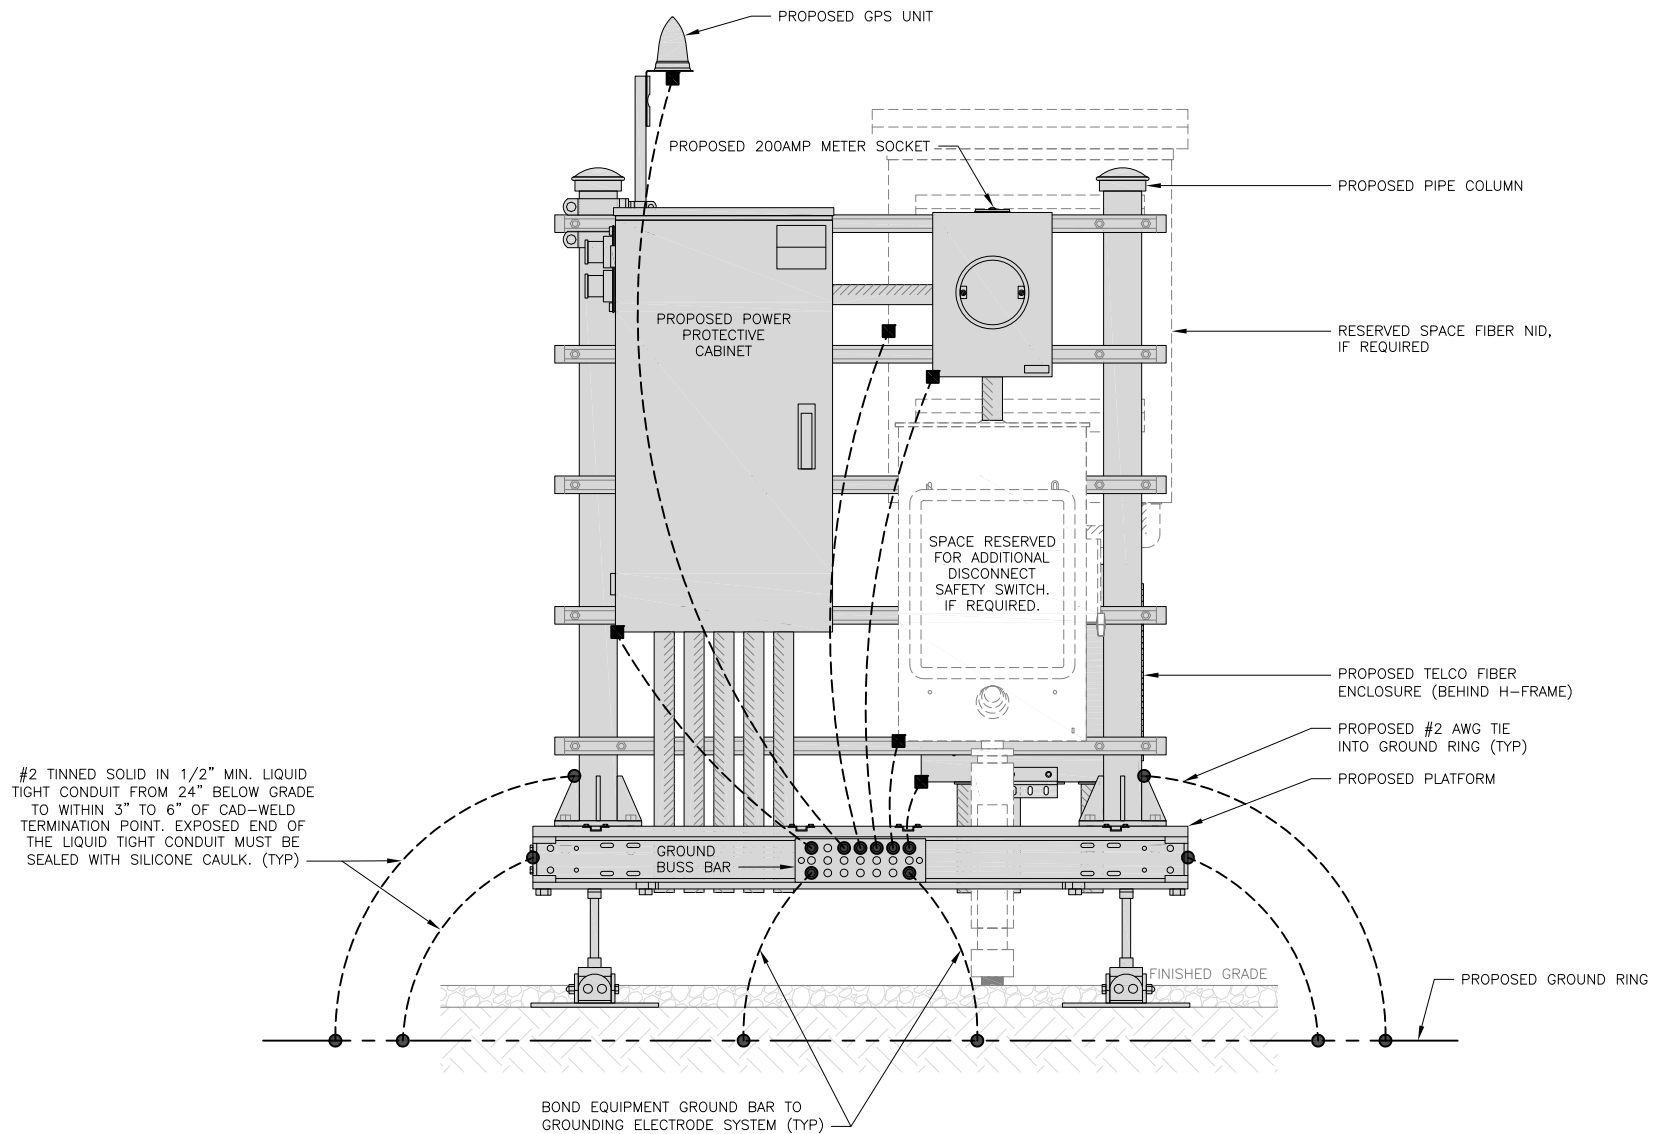 PROPOSED GPS UNIT
PROPOSED 200AMP METER SOCKET
PROPOSED PIPE COLUMN
PROPOSED POWER
PROTECTIVE
CABINET
RESERVED SPACE FIBER NID,
IF REQUIRED
SPACE RESERVED
FOR ADDITIONAL
DISCONNECT
SAFETY SWITCH.
IF REQUIRED.
PROPOSED TELCO FIBER
ENCLOSURE (BEHIND H-FRAME)
PROPOSED #2 AWG TIE
INTO GROUND RING (TYP)
PROPOSED PLATFORM
#2 TINNED SOLID IN 1/2" MIN. LIQUID
TIGHT CONDUIT FROM 24" BELOW GRADE
TO WITHIN 3" TO 6" OF CAD-WELD
TERMINATION POINT. EXPOSED END OF
THE LIQUID TIGHT CONDUIT MUST BE
SEALED WITH SILICONE CAULK. (TYP)
GROUND
BUSS BAR
FINISHED GRADE
PROPOSED GROUND RING
BOND EQUIPMENT GROUND BAR TO
GROUNDING ELECTRODE SYSTEM (TYP)